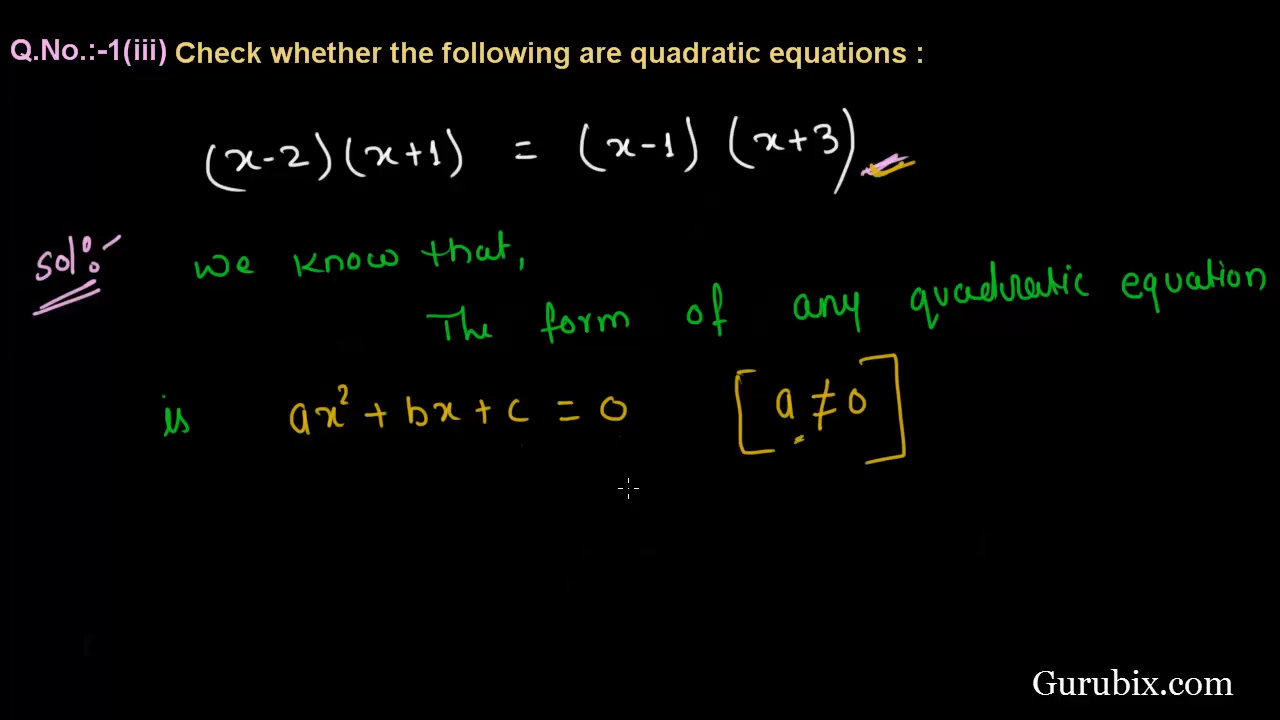 Q.No.:-1(iii) Check whether the following are quadratic equations :
(x-2)(x+1) = (x-1) (x+3)
Sol:-
We know that,
The form of any quadratic equation
is ax² + bx + c = 0 [a ≠ 0]
Gurubix.com